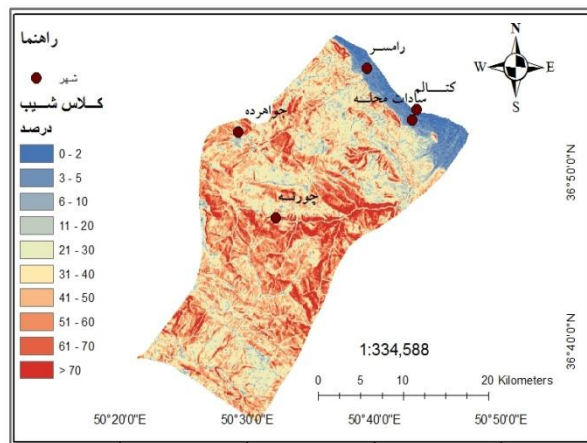 راهنما
شهر
کلاس شیب
درصد
0 - 2
3 - 5
6 - 10
11 - 20
21 - 30
31 - 40
41 - 50
51 - 60
61 - 70
> 70
رامسر
کتالم
سادات محله
جواهرده
چورته
N
W E
S
36°50'0"N
36°40'0"N
1:334,588
0 5 10 20 Kilometers
50°20'0"E 50°30'0"E 50°40'0"E 50°50'0"E